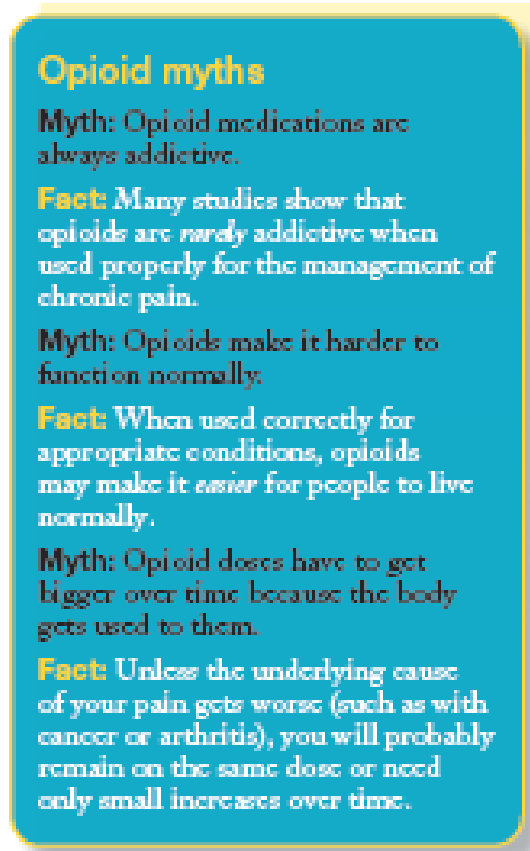 Opioid myths
Myth: Opioid medications are
always addictive.
Fact: Many studies show that
opioids are rarely addictive when
used properly for the management of
chronic pain.
Myth: Opioids make it harder to
function normally.
Fact: When used correctly for
appropriate conditions, opioids
may make it easier for people to live
normally.
Myth: Opioid doses have to get
bigger over time because the body
gets used to them.
Fact: Unless the underlying cause
of your pain gets worse (such as with
cancer or arthritis), you will probably
remain on the same dose or need
only small increases over time.